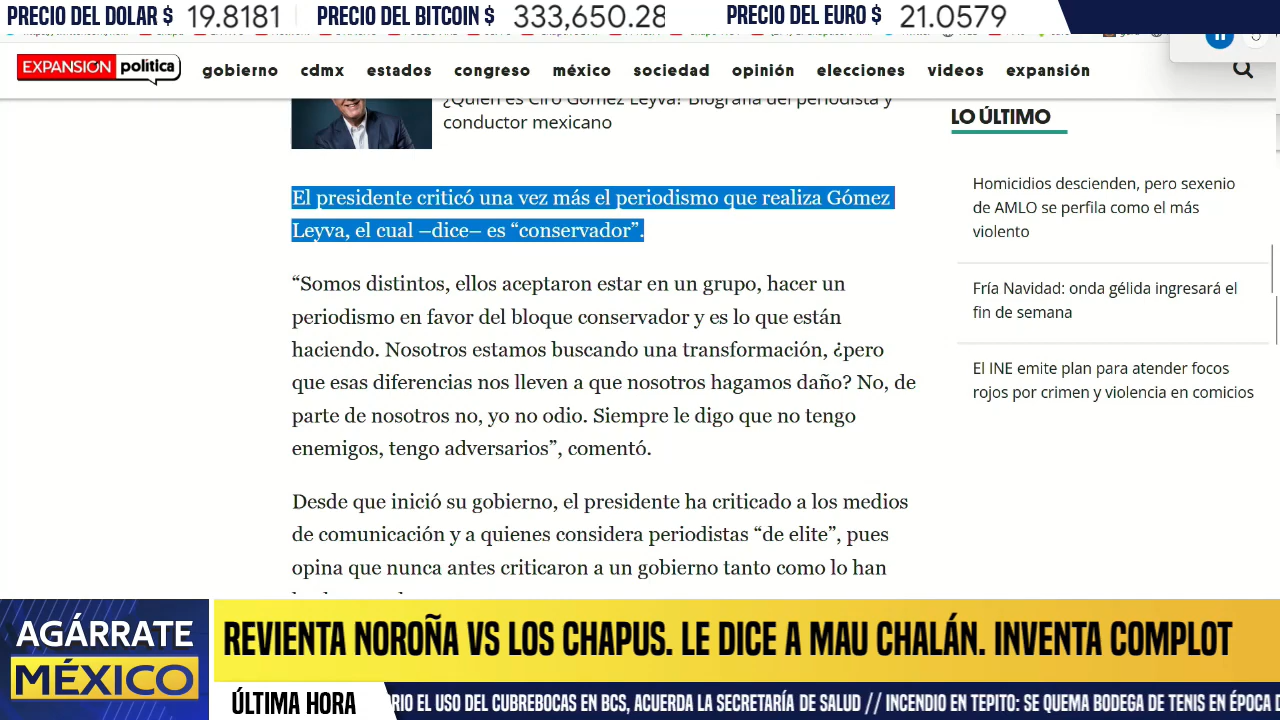 PRECIO DEL DOLAR $ 19.8181 PRECIO DEL BITCOIN $ 333,650.28 PRECIO DEL EURO $ 21.0579
EXPANSIÓN política gobierno cdmx estados congreso méxico sociedad opinión elecciones videos expansión
¿Quién es Ciro Gómez Leyva? Biografía del periodista y
conductor mexicano
LO ÚLTIMO
El presidente criticó una vez más el periodismo que realiza Gómez
Leyva, el cual –dice– es “conservador”.
“Somos distintos, ellos aceptaron estar en un grupo, hacer un
periodismo en favor del bloque conservador y es lo que están
haciendo. Nosotros estamos buscando una transformación, ¿pero
que esas diferencias nos lleven a que nosotros hagamos daño? No, de
parte de nosotros no, yo no odio. Siempre le digo que no tengo
enemigos, tengo adversarios”, comentó.
Desde que inició su gobierno, el presidente ha criticado a los medios
de comunicación y a quienes considera periodistas “de elite”, pues
opina que nunca antes criticaron a un gobierno tanto como lo han
Homicidios descienden, pero sexenio
de AMLO se perfila como el más
violento
Fría Navidad: onda gélida ingresará el
fin de semana
El INE emite plan para atender focos
rojos por crimen y violencia en comicios
AGÁRRATE
MÉXICO
REVIENTA NOROÑA VS LOS CHAPUS. LE DICE A MAU CHALÁN. INVENTA COMPLOT
ÚLTIMA HORA RIO EL USO DEL CUBREBOCAS EN BCS, ACUERDA LA SECRETARÍA DE SALUD // INCENDIO EN TEPITO: SE QUEMA BODEGA DE TENIS EN ÉPOCA